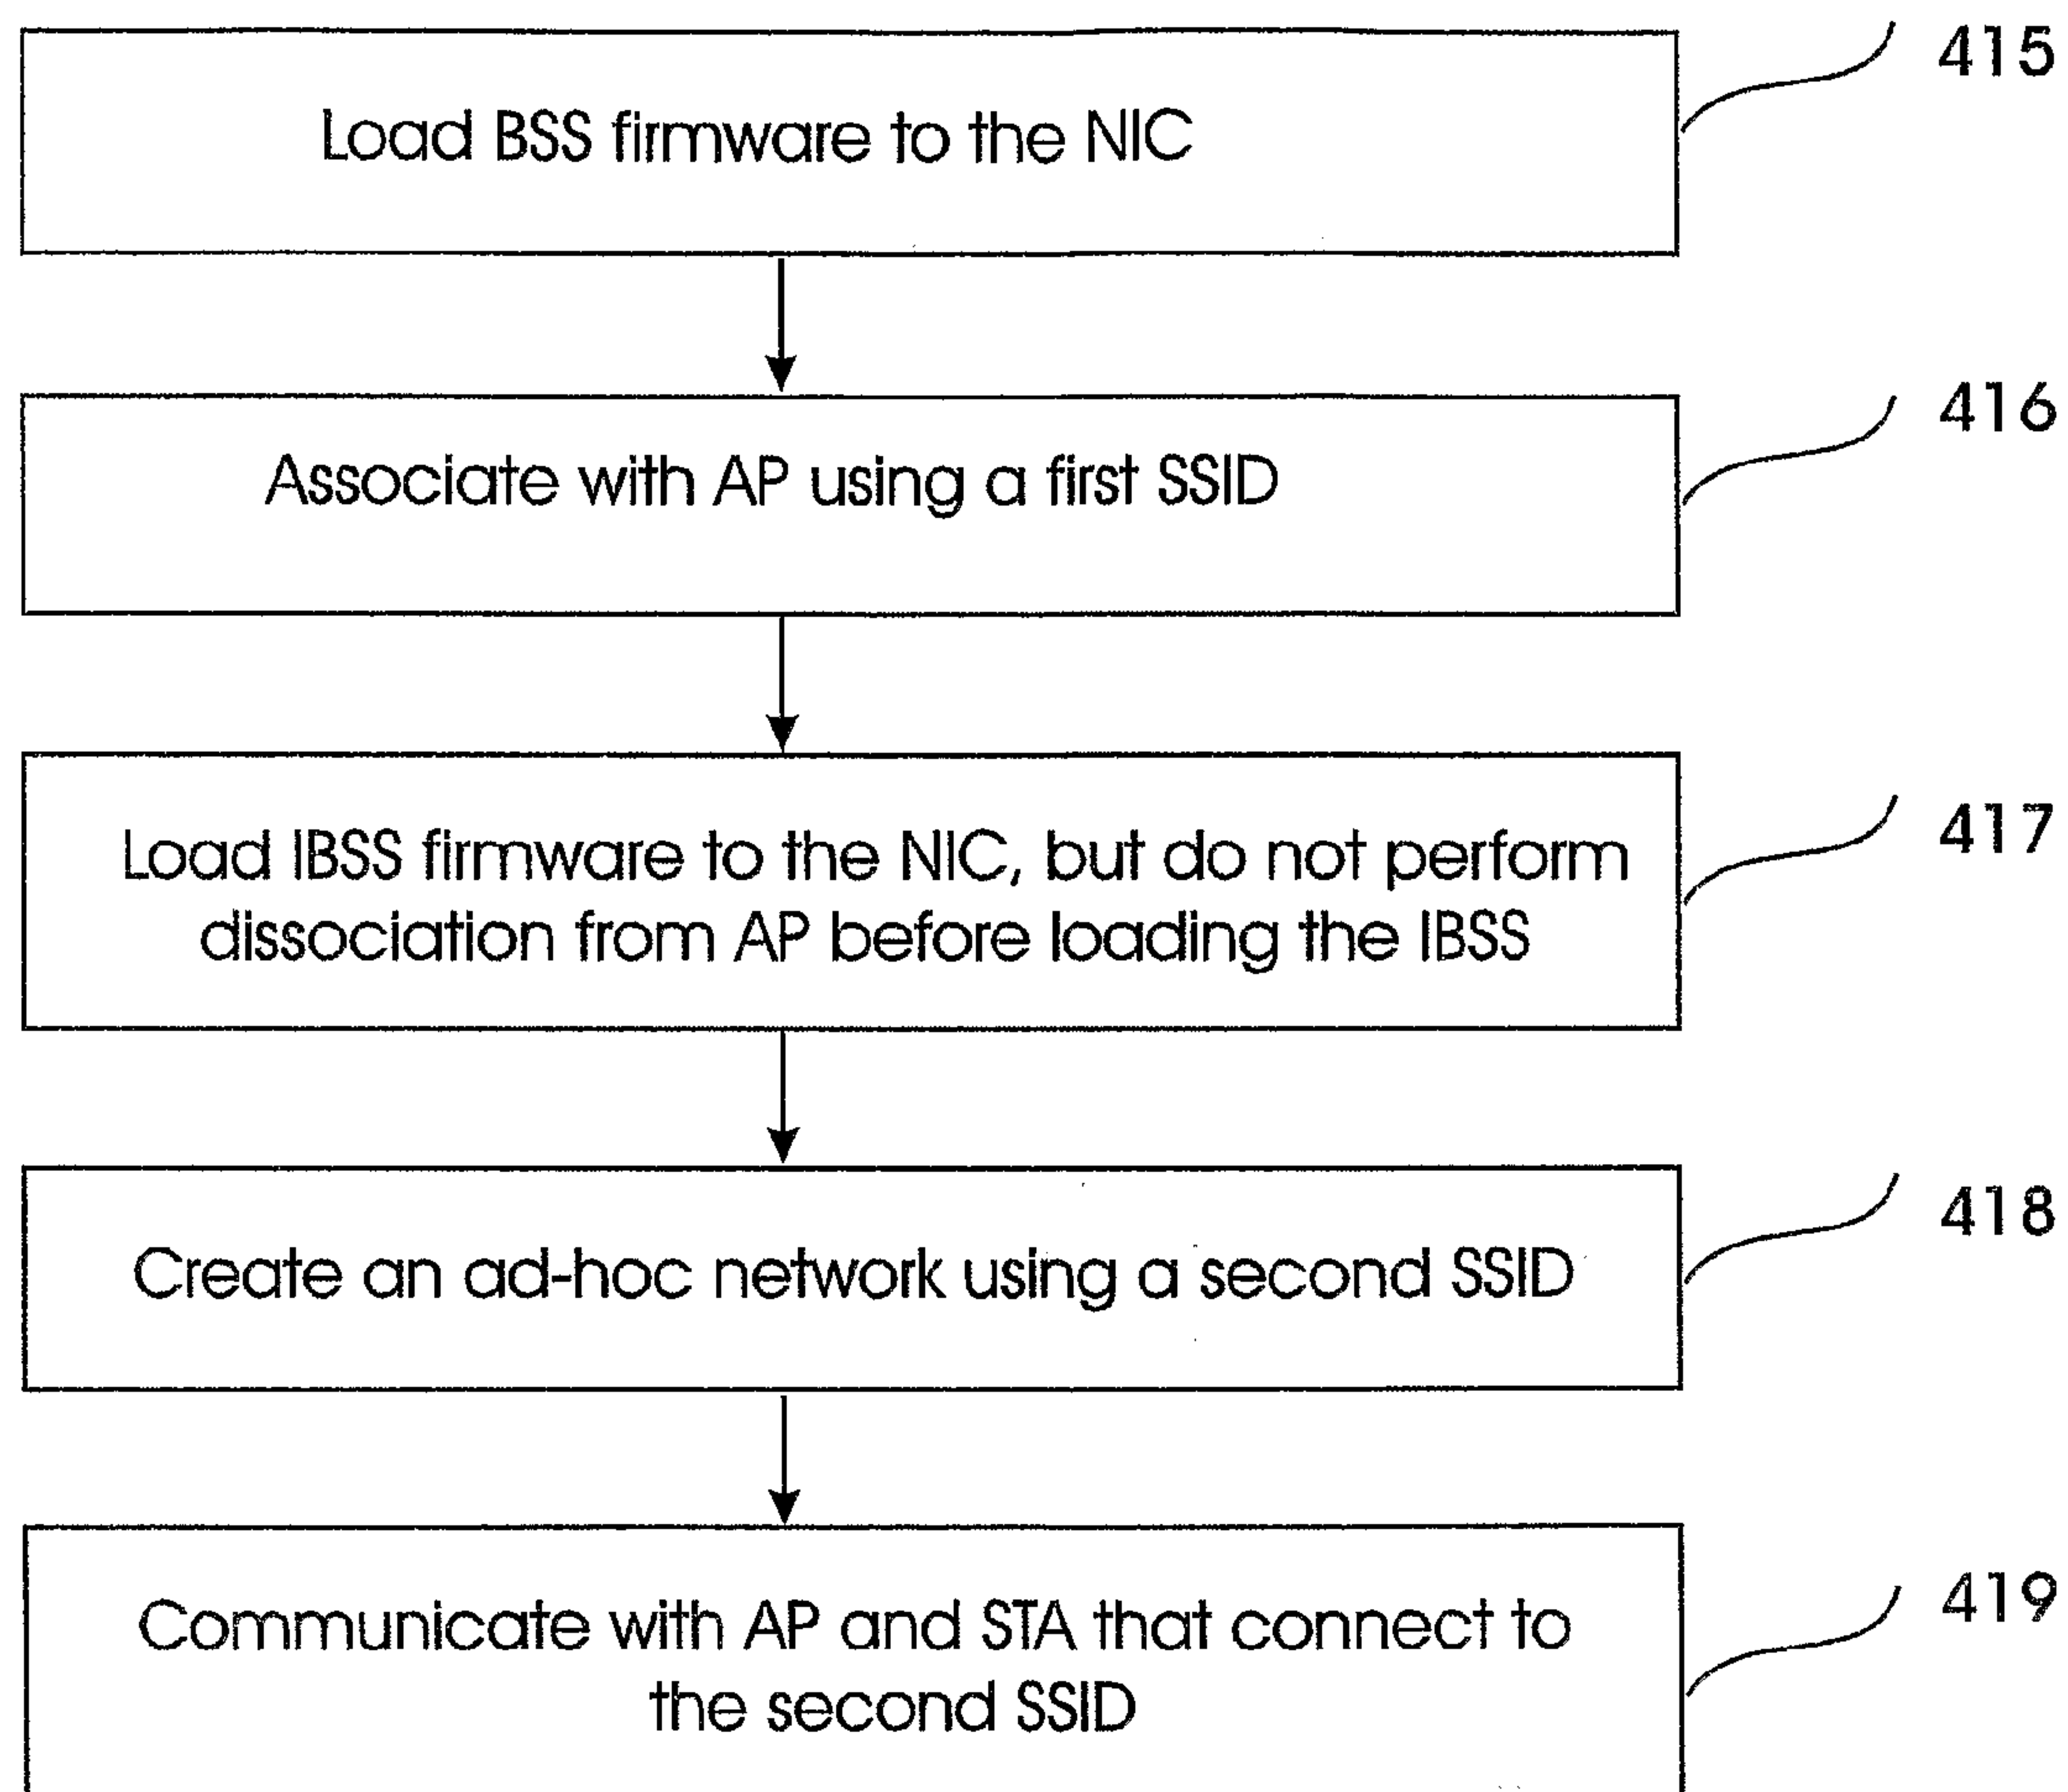 415
Load BSS firmware to the NIC
416
Associate with AP using a first SSID
417
Load IBSS firmware to the NIC, but do not perform
dissociation from AP before loading the IBSS
418
Create an ad-hoc network using a second SSID
419
Communicate with AP and STA that connect to
the second SSID